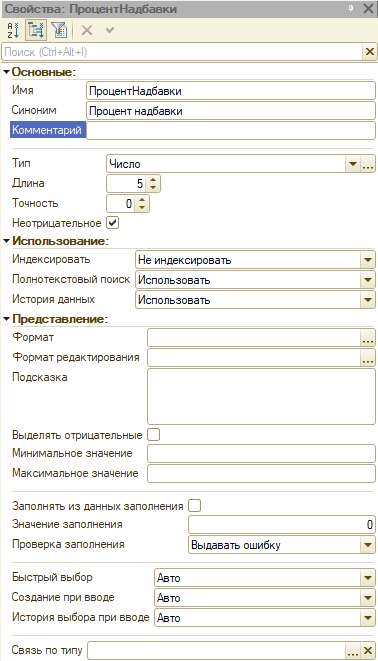 Свойства: ПроцентНадбавки
Поиск (Ctrl+Alt+I)
Основные:
Имя ПроцентНадбавки
Синоним Процент надбавки
Комментарий
Тип Число
Длина 5
Точность 0
Неотрицательное
Использование:
Индексировать Не индексировать
Полнотекстовый поиск Использовать
История данных Использовать
Представление:
Формат
Формат редактирования
Подсказка
Выделять отрицательные
Минимальное значение
Максимальное значение
Заполнять из данных заполнения
Значение заполнения 0
Проверка заполнения Выдавать ошибку
Быстрый выбор Авто
Создание при вводе Авто
История выбора при вводе Авто
Связь по типу